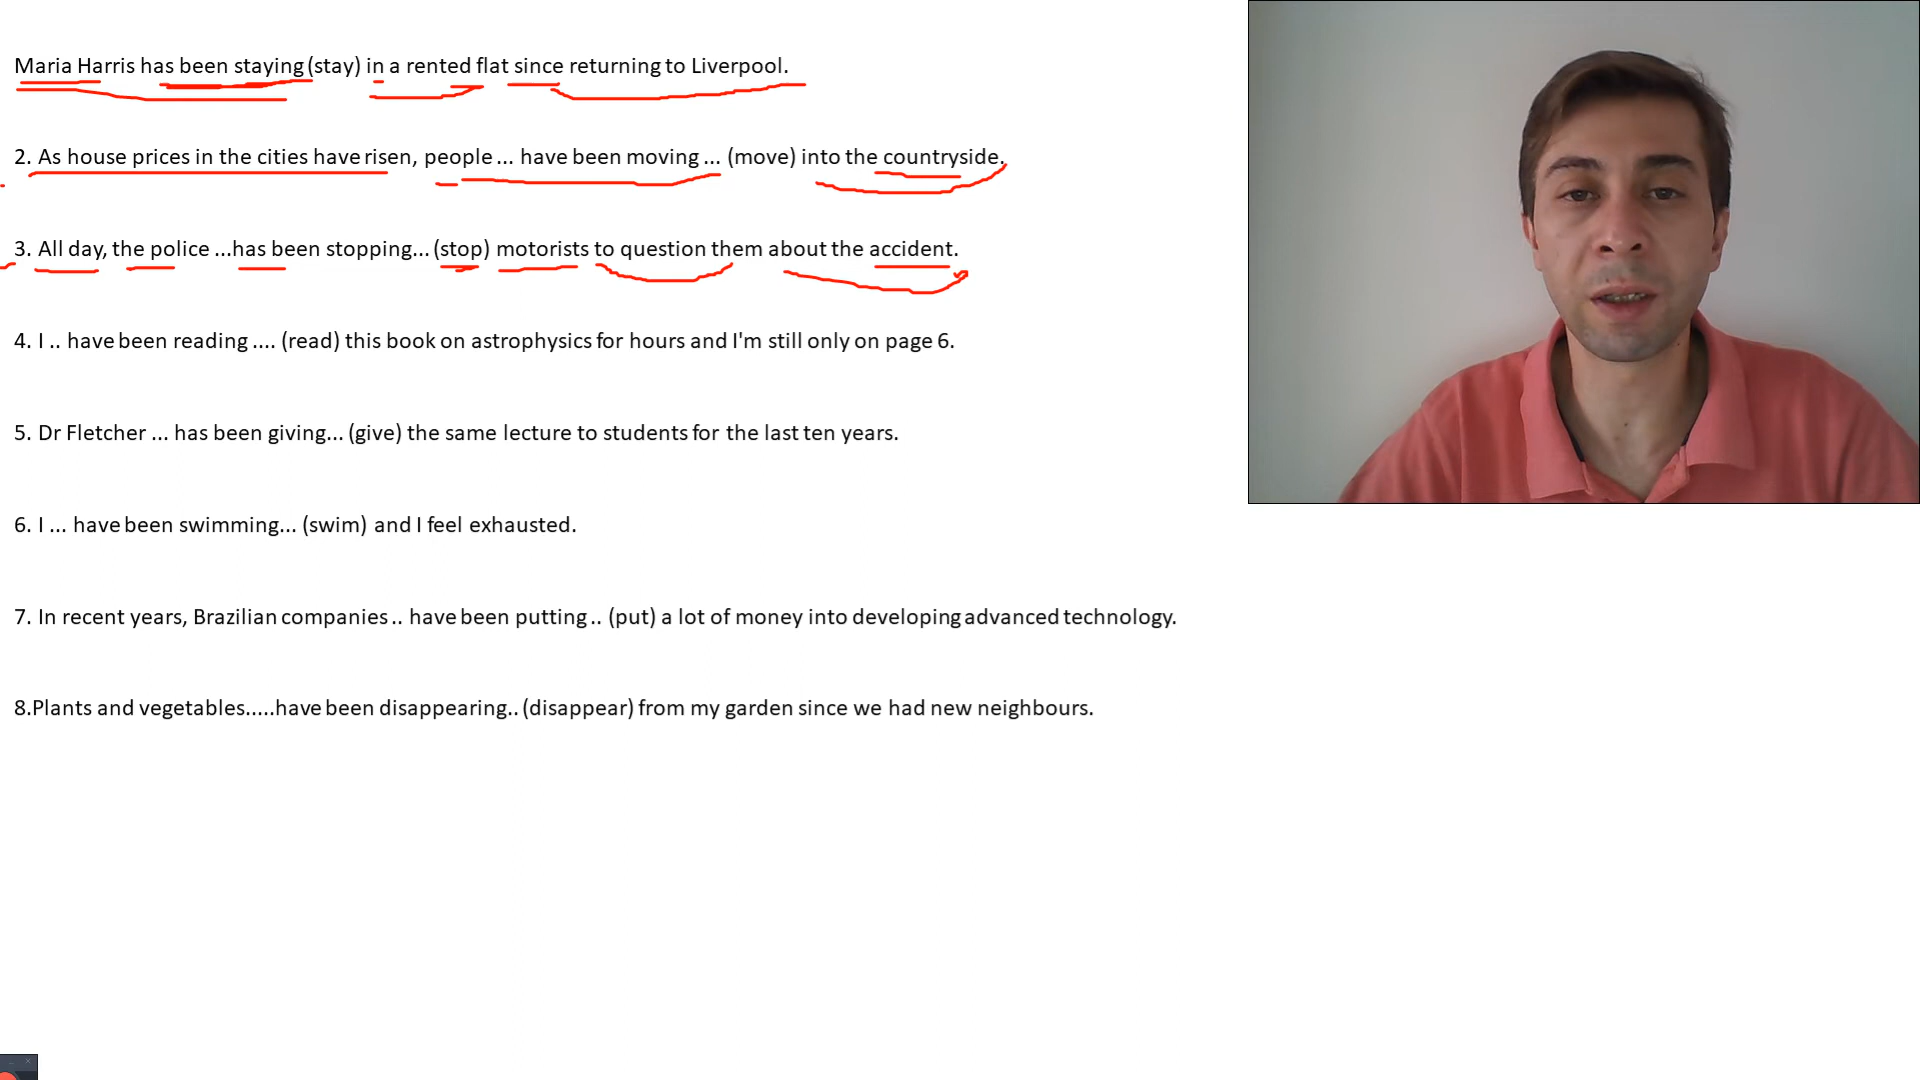 Maria Harris has been staying (stay) in a rented flat since returning to Liverpool.
2. As house prices in the cities have risen, people ... have been moving ... (move) into the countryside.
3. All day, the police ...has been stopping... (stop) motorists to question them about the accident.
4. I .. have been reading .... (read) this book on astrophysics for hours and I'm still only on page 6.
5. Dr Fletcher ... has been giving... (give) the same lecture to students for the last ten years.
6. I ... have been swimming... (swim) and I feel exhausted.
7. In recent years, Brazilian companies .. have been putting .. (put) a lot of money into developing advanced technology.
8.Plants and vegetables.....have been disappearing.. (disappear) from my garden since we had new neighbours.